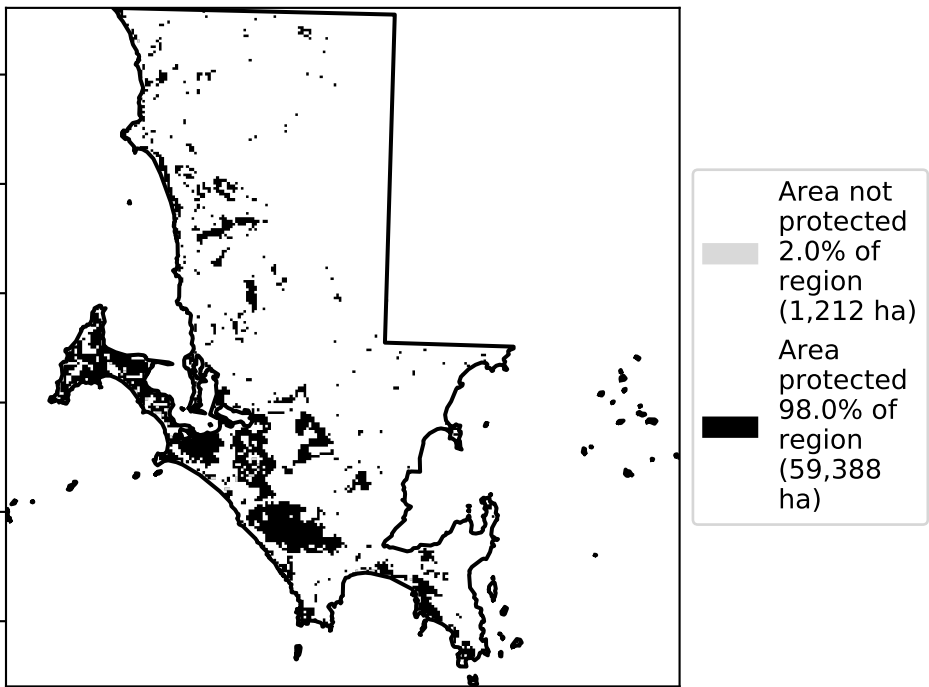 Area not
protected
2.0% of
region
(1,212 ha)
Area
protected
98.0% of
region
(59,388
ha)